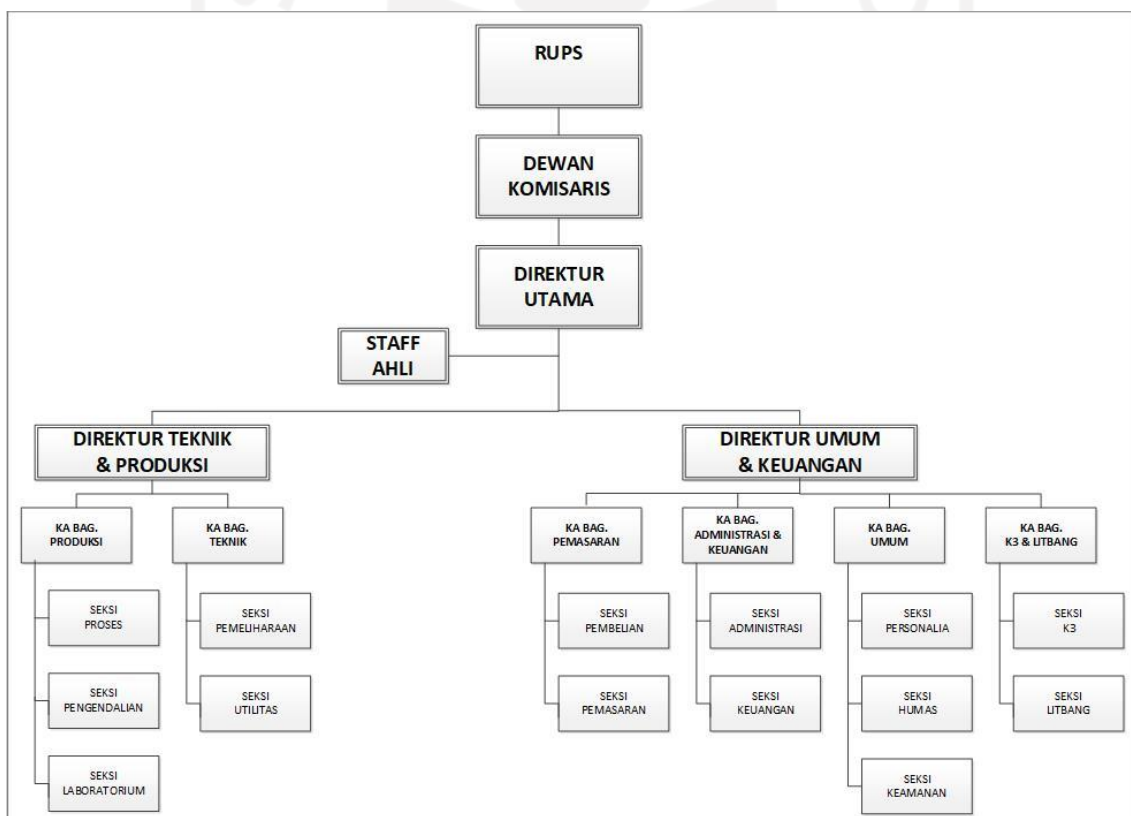 RUPS
DEWAN
KOMISARIS
DIREKTUR
UTAMA
STAFF
AHLI
DIREKTUR TEKNIK
& PRODUKSI
DIREKTUR UMUM
& KEUANGAN
KA BAG.
PRODUKSI
KA BAG.
TEKNIK
KA BAG.
PEMASARAN
KA BAG.
ADMINISTRASI &
KEUANGAN
KA BAG.
UMUM
KA BAG.
K3 & LITBANG
SEKSI
PROSES
SEKSI
PEMELIHARAAN
SEKSI
PEMBELIAN
SEKSI
ADMINISTRASI
SEKSI
PERSONALIA
SEKSI
K3
SEKSI
PENGENDALIAN
SEKSI
UTILITAS
SEKSI
PEMASARAN
SEKSI
KEUANGAN
SEKSI
HUMAS
SEKSI
LITBANG
SEKSI
LABORATORIUM
SEKSI
KEAMANAN